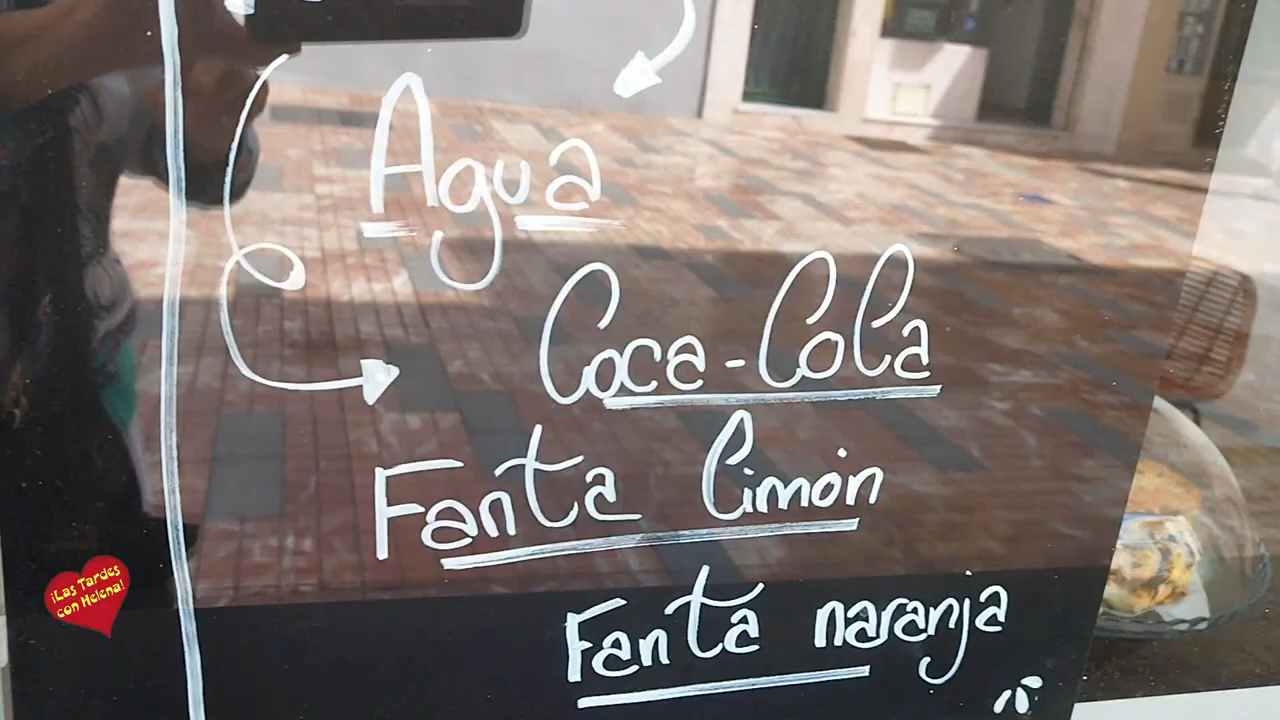 Agua
Coca-Cola
Fanta limón
Fanta naranja
¡Las Tardes
con Helena!